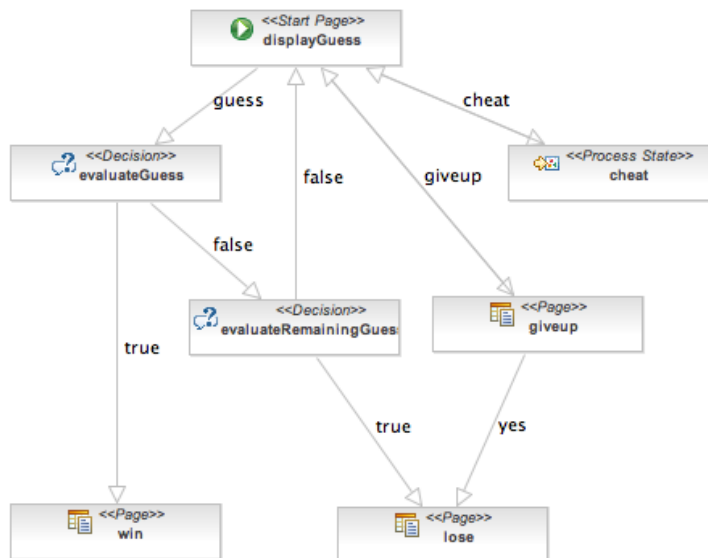 <<Start Page>>
displayGuess
guess
cheat
<<Decision>>
evaluateGuess
false
giveup
<<Process State>>
cheat
false
<<Decision>>
evaluateRemainingGuess
<<Page>>
giveup
true
true
yes
<<Page>>
win
<<Page>>
lose